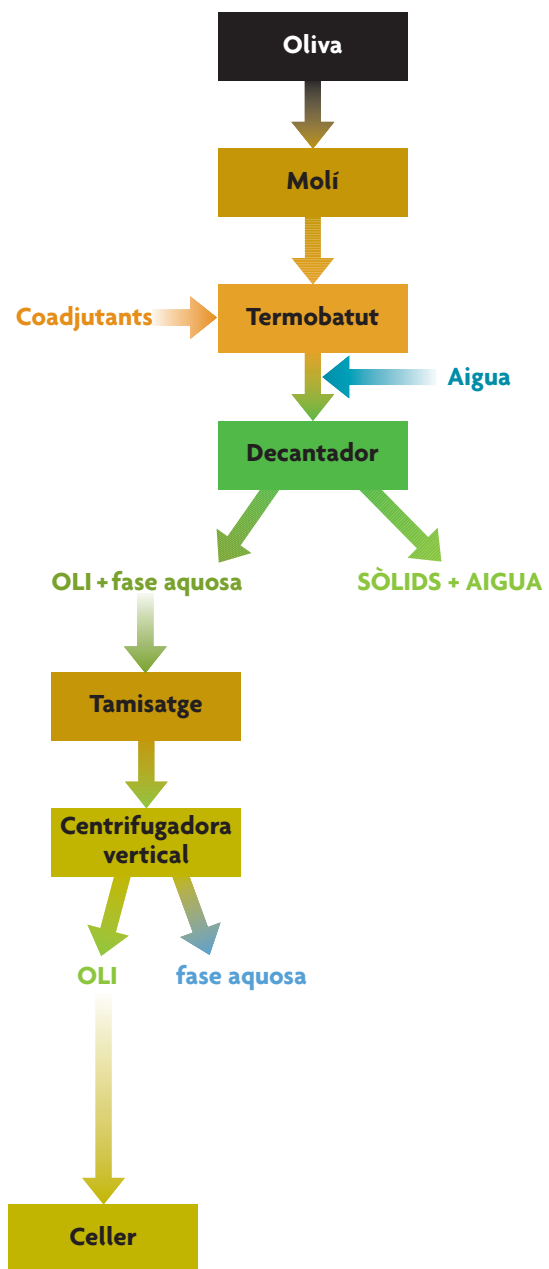 Oliva
Molí
Coadjutants
Termobatut
Aigua
Decantador
OLI + fase aquosa
SÒLIDS + AIGUA
Tamisatge
Centrifugadora
vertical
OLI
fase aquosa
Celler